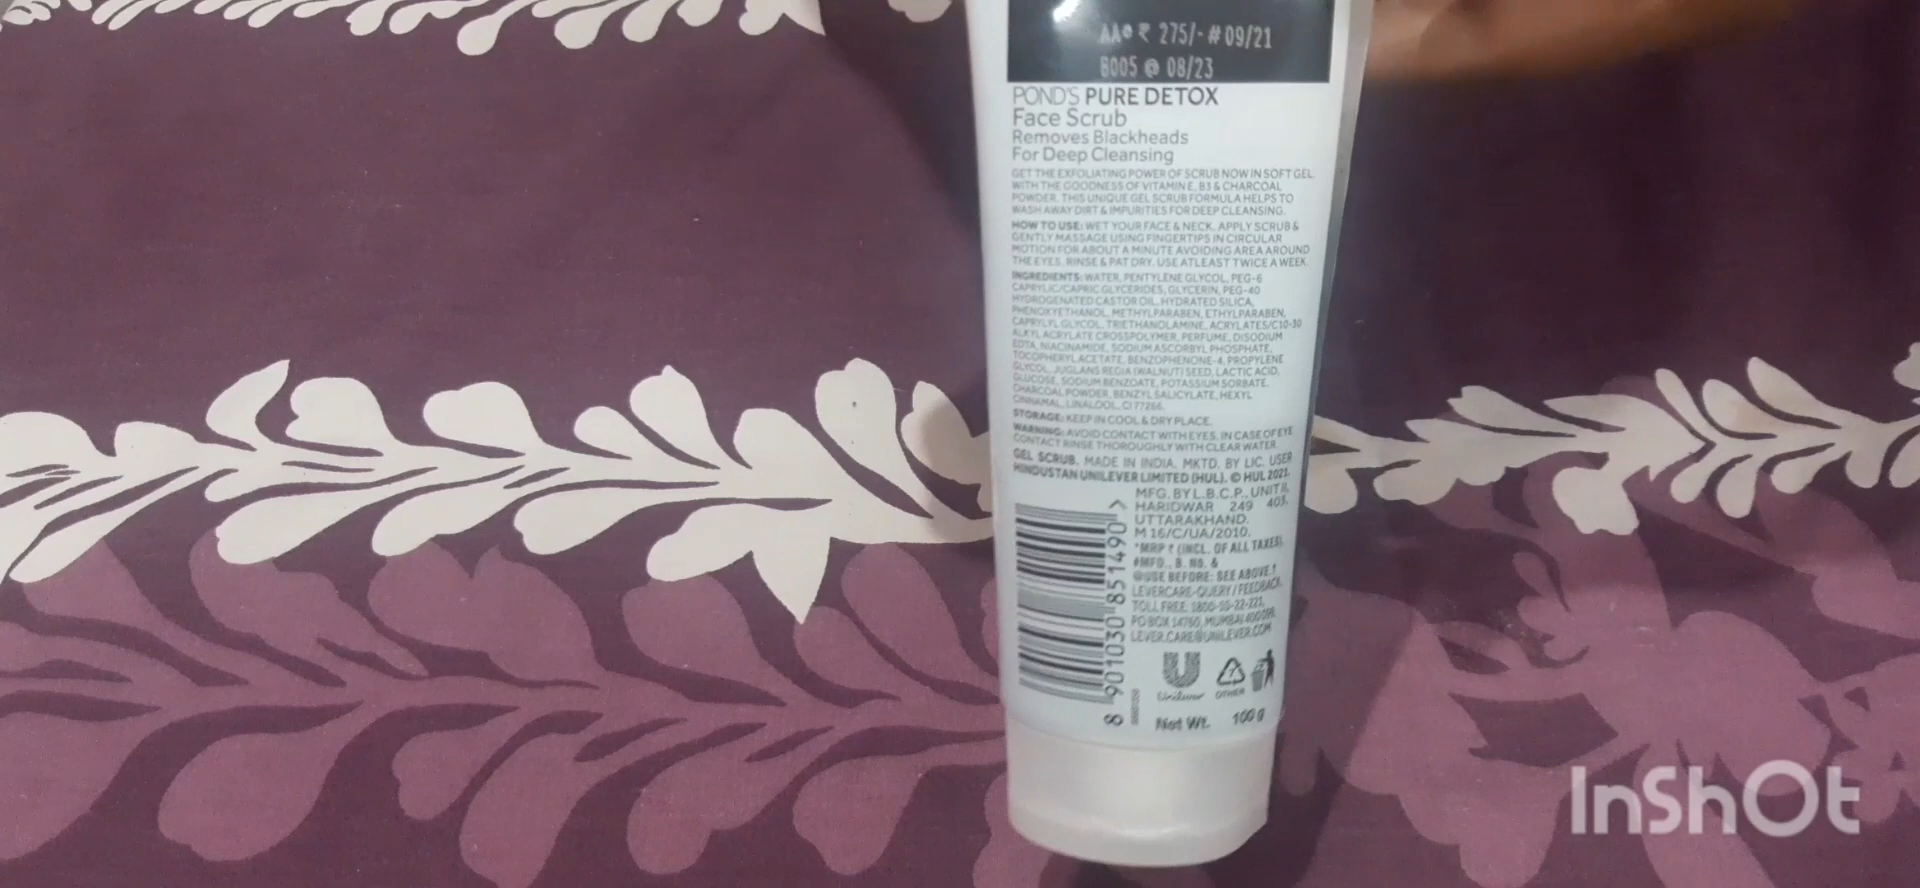 AA* ₹ 275/- # 09/21
B005 @ 08/23
POND'S PURE DETOX
Face Scrub
Removes Blackheads
For Deep Cleansing
GET THE EXFOLIATING POWER OF SCRUB NOW IN SOFT GEL
WITH THE GOODNESS OF VITAMIN E, B3 & CHARCOAL
POWDER. THIS UNIQUE GEL SCRUB FORMULA HELPS TO
WASH AWAY DIRT & IMPURITIES FOR DEEP CLEANSING.
HOW TO USE: WET YOUR FACE & NECK. APPLY SCRUB &
GENTLY MASSAGE USING FINGERTIPS IN CIRCULAR
MOTION FOR ABOUT A MINUTE AVOIDING AREA AROUND
THE EYES. RINSE & PAT DRY. USE ATLEAST TWICE A WEEK.
INGREDIENTS: WATER, PENTYLENE GLYCOL, PEG-6
CAPRYLIC/CAPRIC GLYCERIDES, GLYCERIN, PEG-40
HYDROGENATED CASTOR OIL, HYDRATED SILICA,
PHENOXYETHANOL, METHYLPARABEN, ETHYLPARABEN,
CAPRYLYL GLYCOL, TRIETHANOLAMINE, ACRYLATES/C10-30
ALKYL ACRYLATE CROSSPOLYMER, PERFUME, DISODIUM
EDTA, NIACINAMIDE, SODIUM ASCORBYL PHOSPHATE,
TOCOPHERYL ACETATE, BENZOPHENONE-4, PROPYLENE
GLYCOL, JUGLANS REGIA (WALNUT) SEED, LACTIC ACID,
GLUCOSE, SODIUM BENZOATE, POTASSIUM SORBATE,
CHARCOAL POWDER, BENZYL SALICYLATE, HEXYL
CINNAMAL, LINALOOL, CI 77266.
STORAGE: KEEP IN COOL & DRY PLACE.
WARNING: AVOID CONTACT WITH EYES. IN CASE OF EYE
CONTACT RINSE THOROUGHLY WITH CLEAR WATER.
GEL SCRUB. MADE IN INDIA. MKTD. BY LIC. USER
HINDUSTAN UNILEVER LIMITED (HUL). © HUL 2021.
MFG. BY L.B.C.P., UNIT II,
HARIDWAR 249 403,
UTTARAKHAND.
M 16/C/UA/2010.
*MRP ₹ (INCL. OF ALL TAXES),
#MFD., B. NO. &
@USE BEFORE: SEE ABOVE.↑
LEVERCARE-QUERY / FEEDBACK,
TOLL FREE: 1800-10-22-221,
PO BOX 14760, MUMBAI 400099,
LEVER.CARE@UNILEVER.COM
8 901030 851490 >
Unilever
OTHER
Net Wt. 100 g
InShOt